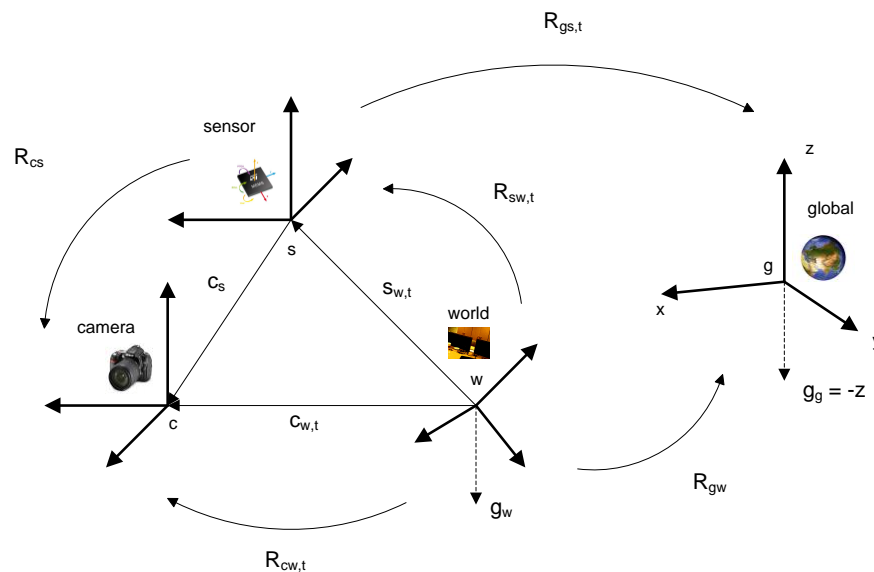 R_gs,t
sensor
R_cs
z
R_sw,t
global
s
g
c_s
s_w,t
x
camera
world
y
w
g_g = -z
c
c_w,t
R_gw
g_w
R_cw,t